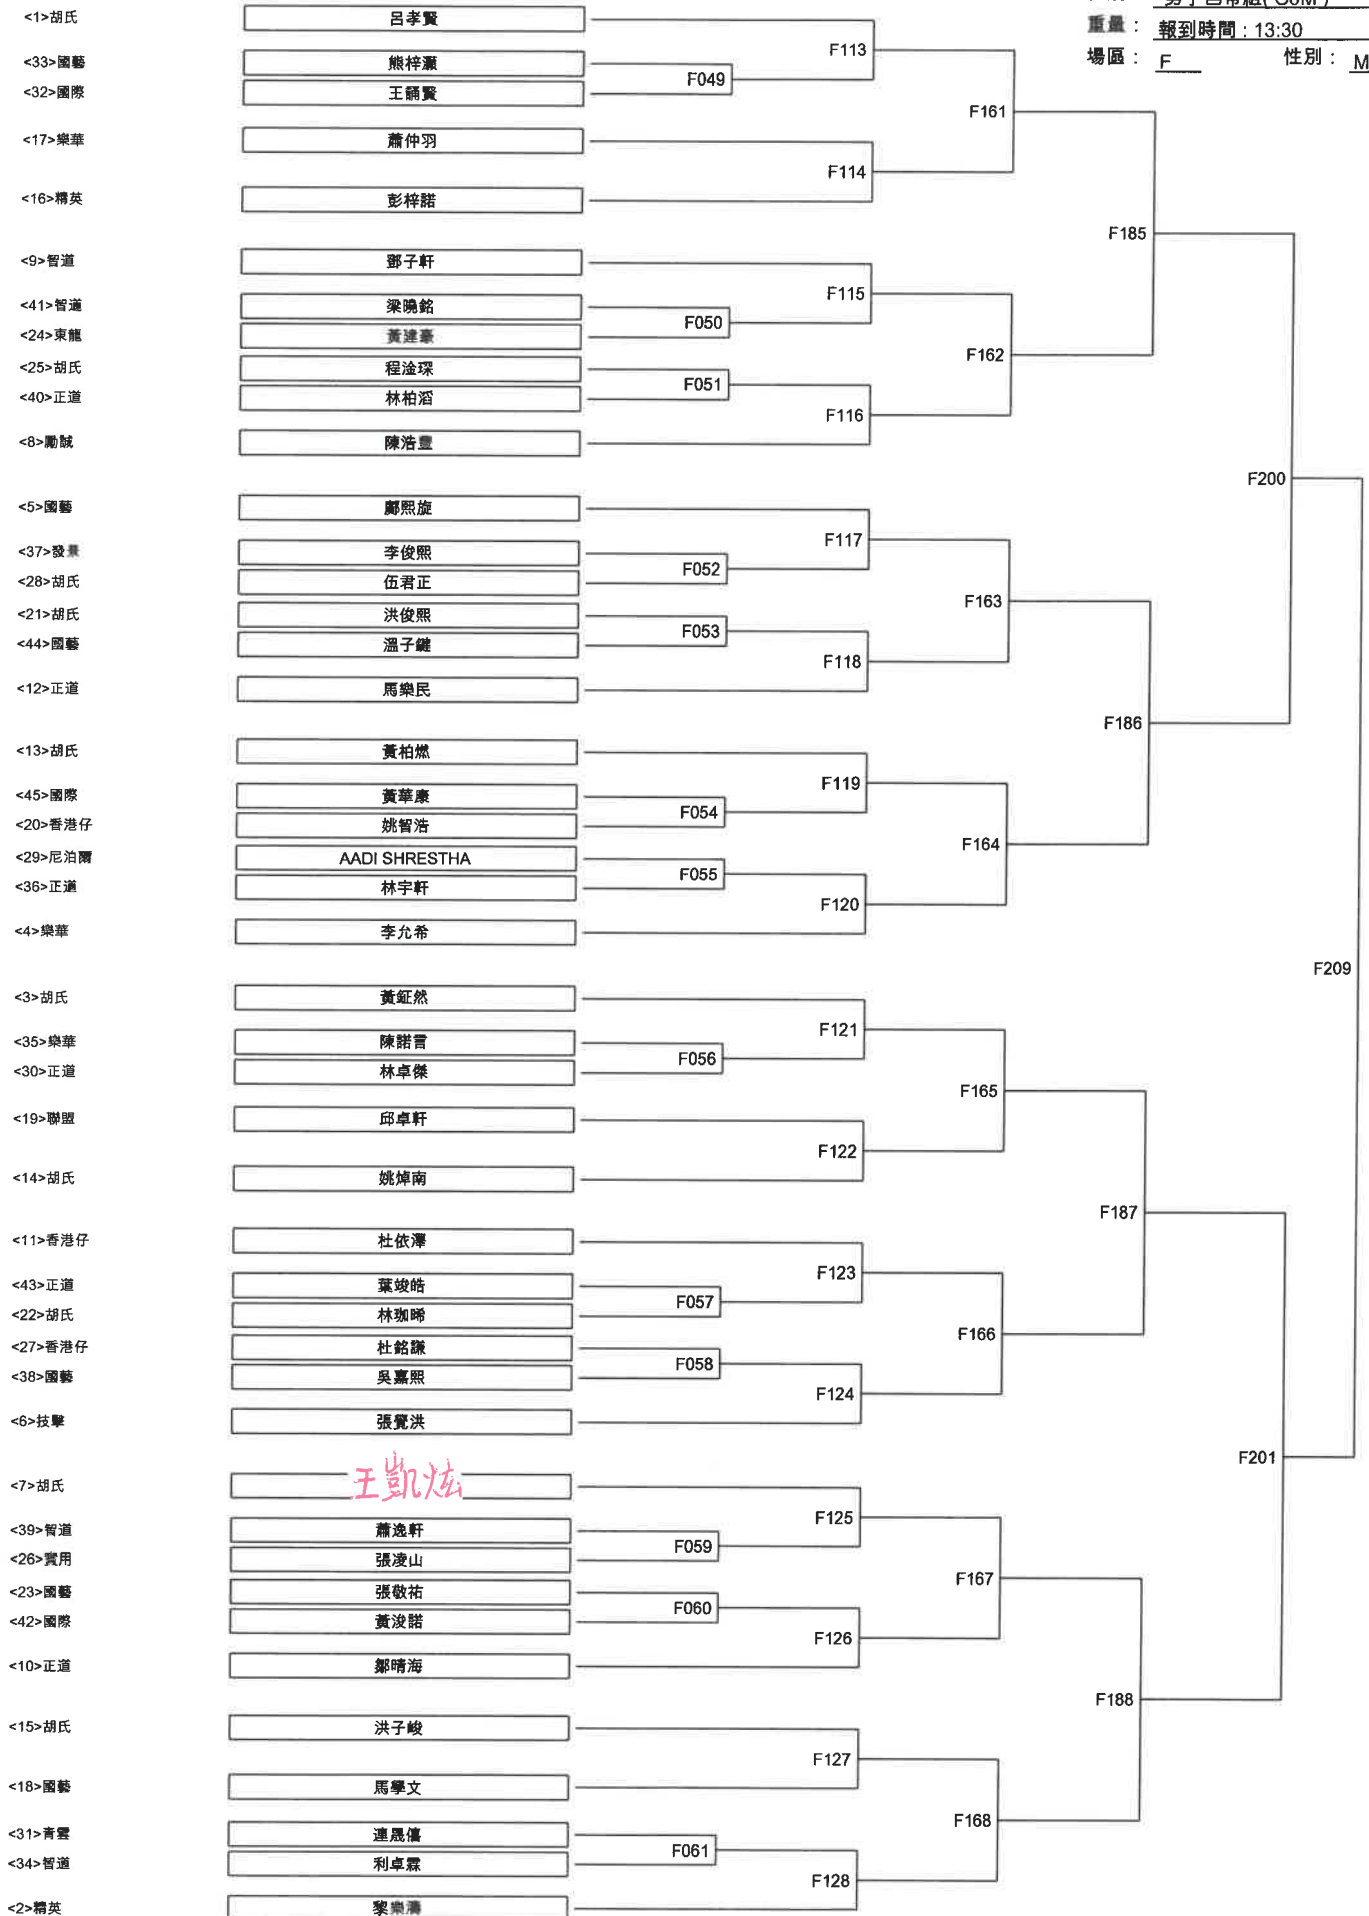 重量： 報到時間 : 13:30
場區： F 性別： M
<1>胡氏 呂孝賢
F113
<33>國藝 熊梓灝
F049
<32>國際 王誦賢
F161
<17>樂華 蕭仲羽
F114
<16>精英 彭梓諾
F185
<9>智道 鄧子軒
F115
<41>智道 梁曉銘
F050
<24>東龍 黃建豪
F162
<25>胡氏 程淦琛
F051
<40>正道 林柏滔
F116
<8>勵誠 陳浩豐
F200
<5>國藝 鄺熙旋
F117
<37>發 李俊熙
F052
<28>胡氏 伍君正
F163
<21>胡氏 洪俊熙
F053
<44>國藝 溫子鍵
F118
<12>正道 馬樂民
F186
<13>胡氏 黃柏燃
F119
<45>國際 黃華康
F054
<20>香港仔 姚智浩
F164
<29>尼泊爾 AADI SHRESTHA
F055
<36>正道 林宇軒
F120
<4>樂華 李允希
F209
<3>胡氏 黃鉦然
F121
<35>樂華 陳諾言
F056
<30>正道 林卓傑
F165
<19>聯盟 邱卓軒
F122
<14>胡氏 姚焯南
F187
<11>香港仔 杜依澤
F123
<43>正道 葉竣皓
F057
<22>胡氏 林珈晞
F166
<27>香港仔 杜銘謙
F058
<38>國藝 吳嘉熙
F124
<6>技擊 張覺洪
F201
<7>胡氏 王凱炫
F125
<39>智道 蕭逸軒
F059
<26>實用 張凌山
F167
<23>國藝 張敬祐
F060
<42>國際 黃浚諾
F126
<10>正道 鄒晴海
F188
<15>胡氏 洪子峻
F127
<18>國藝 馬學文
F168
<31>青雲 連晟僖
F061
<34>智道 利卓霖
F128
<2>精英 黎樂濤